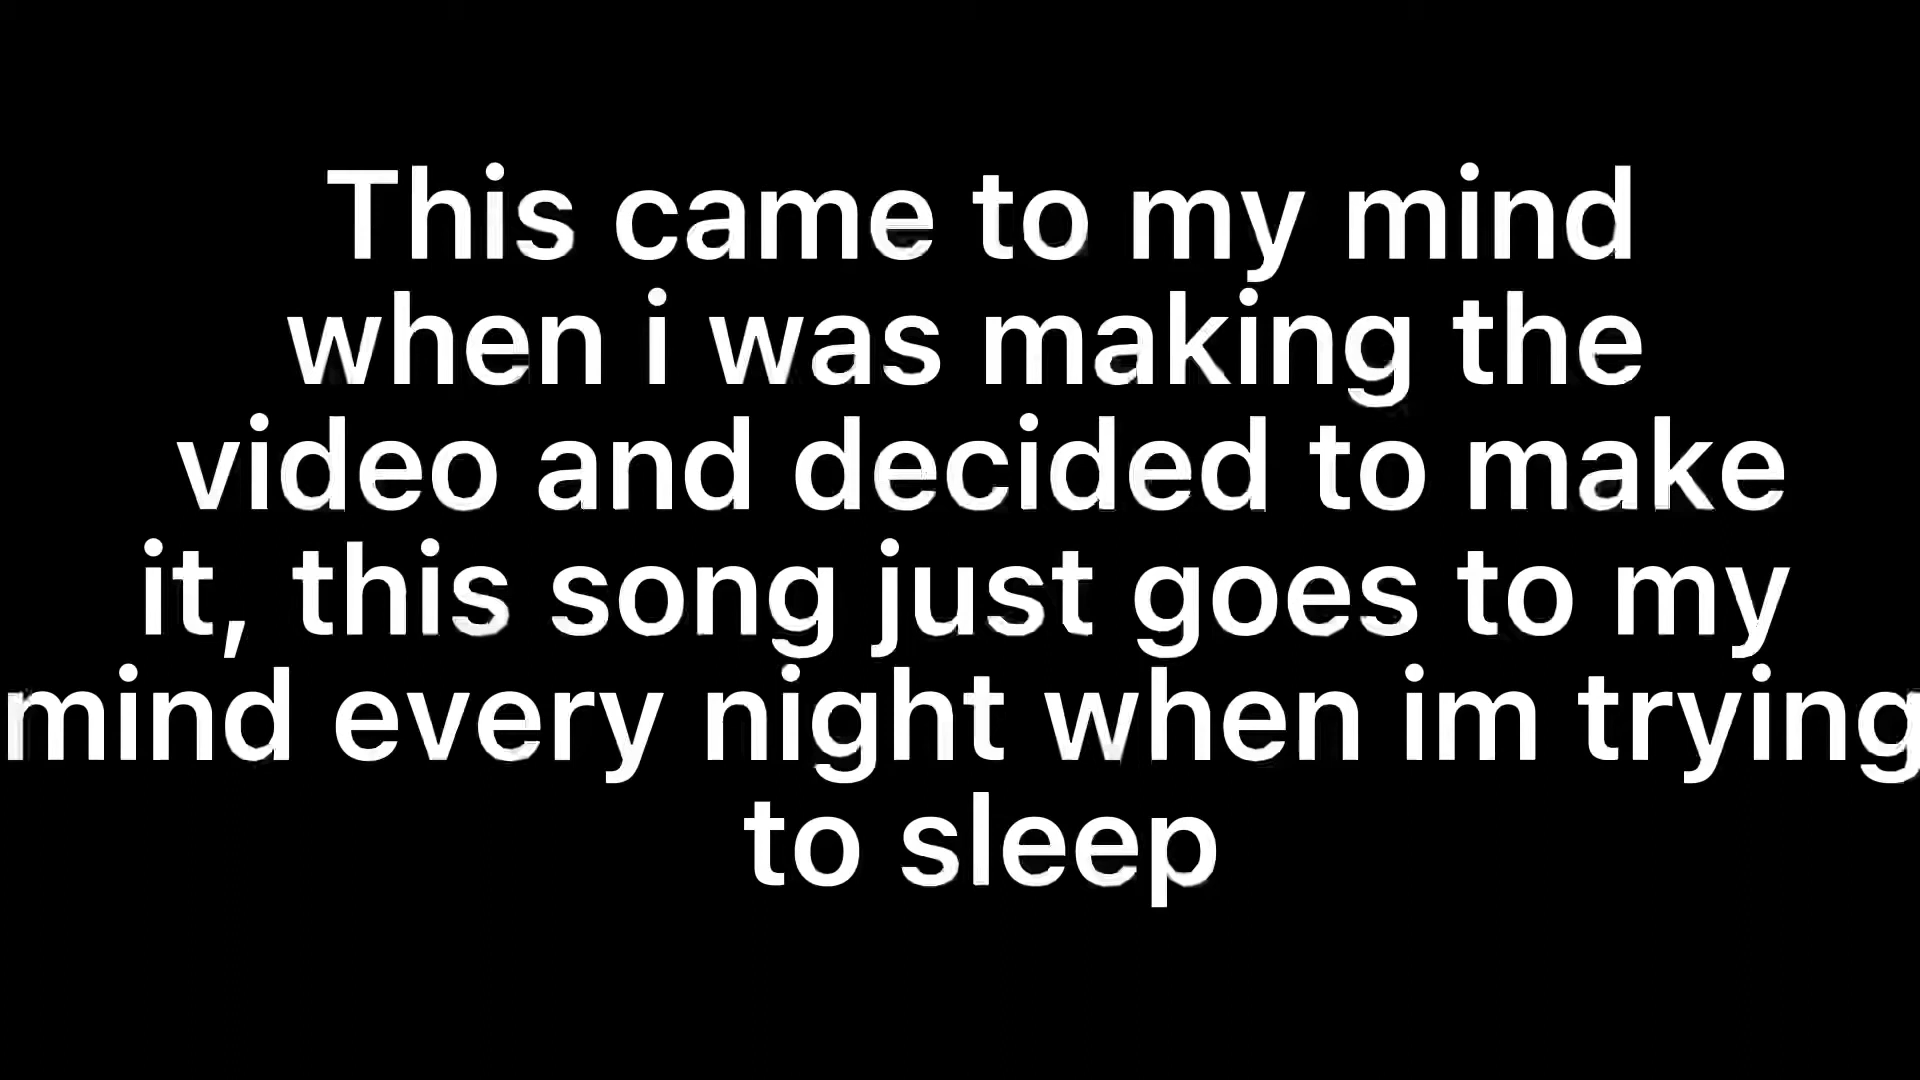 This came to my mind
when i was making the
video and decided to make
it, this song just goes to my
mind every night when im trying
to sleep